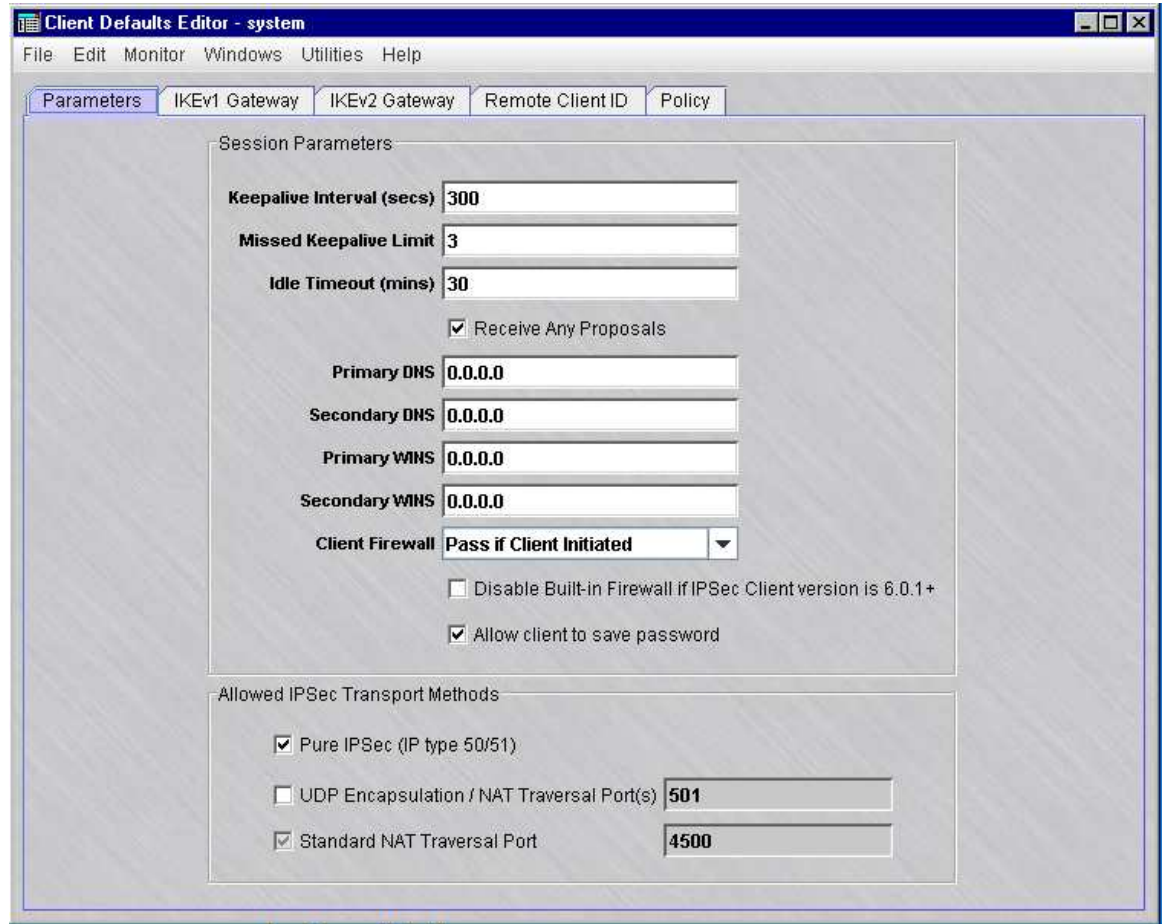 Client Defaults Editor - system
File Edit Monitor Windows Utilities Help
Parameters IKEv1 Gateway IKEv2 Gateway Remote Client ID Policy
Session Parameters
Keepalive Interval (secs) 300
Missed Keepalive Limit 3
Idle Timeout (mins) 30
Receive Any Proposals
Primary DNS 0.0.0.0
Secondary DNS 0.0.0.0
Primary WINS 0.0.0.0
Secondary WINS 0.0.0.0
Client Firewall Pass if Client Initiated
Disable Built-in Firewall if IPSec Client version is 6.0.1+
Allow client to save password
Allowed IPSec Transport Methods
Pure IPSec (IP type 50/51)
UDP Encapsulation / NAT Traversal Port(s) 501
Standard NAT Traversal Port 4500